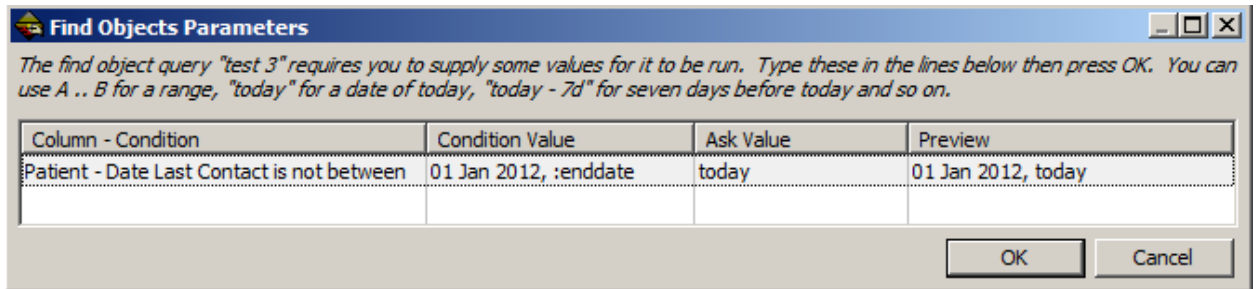 Find Objects Parameters
The find object query "test 3" requires you to supply some values for it to be run. Type these in the lines below then press OK. You can
use A .. B for a range, "today" for a date of today, "today - 7d" for seven days before today and so on.
Column - Condition Condition Value Ask Value Preview
Patient - Date Last Contact is not between 01 Jan 2012, :enddate today 01 Jan 2012, today
OK Cancel